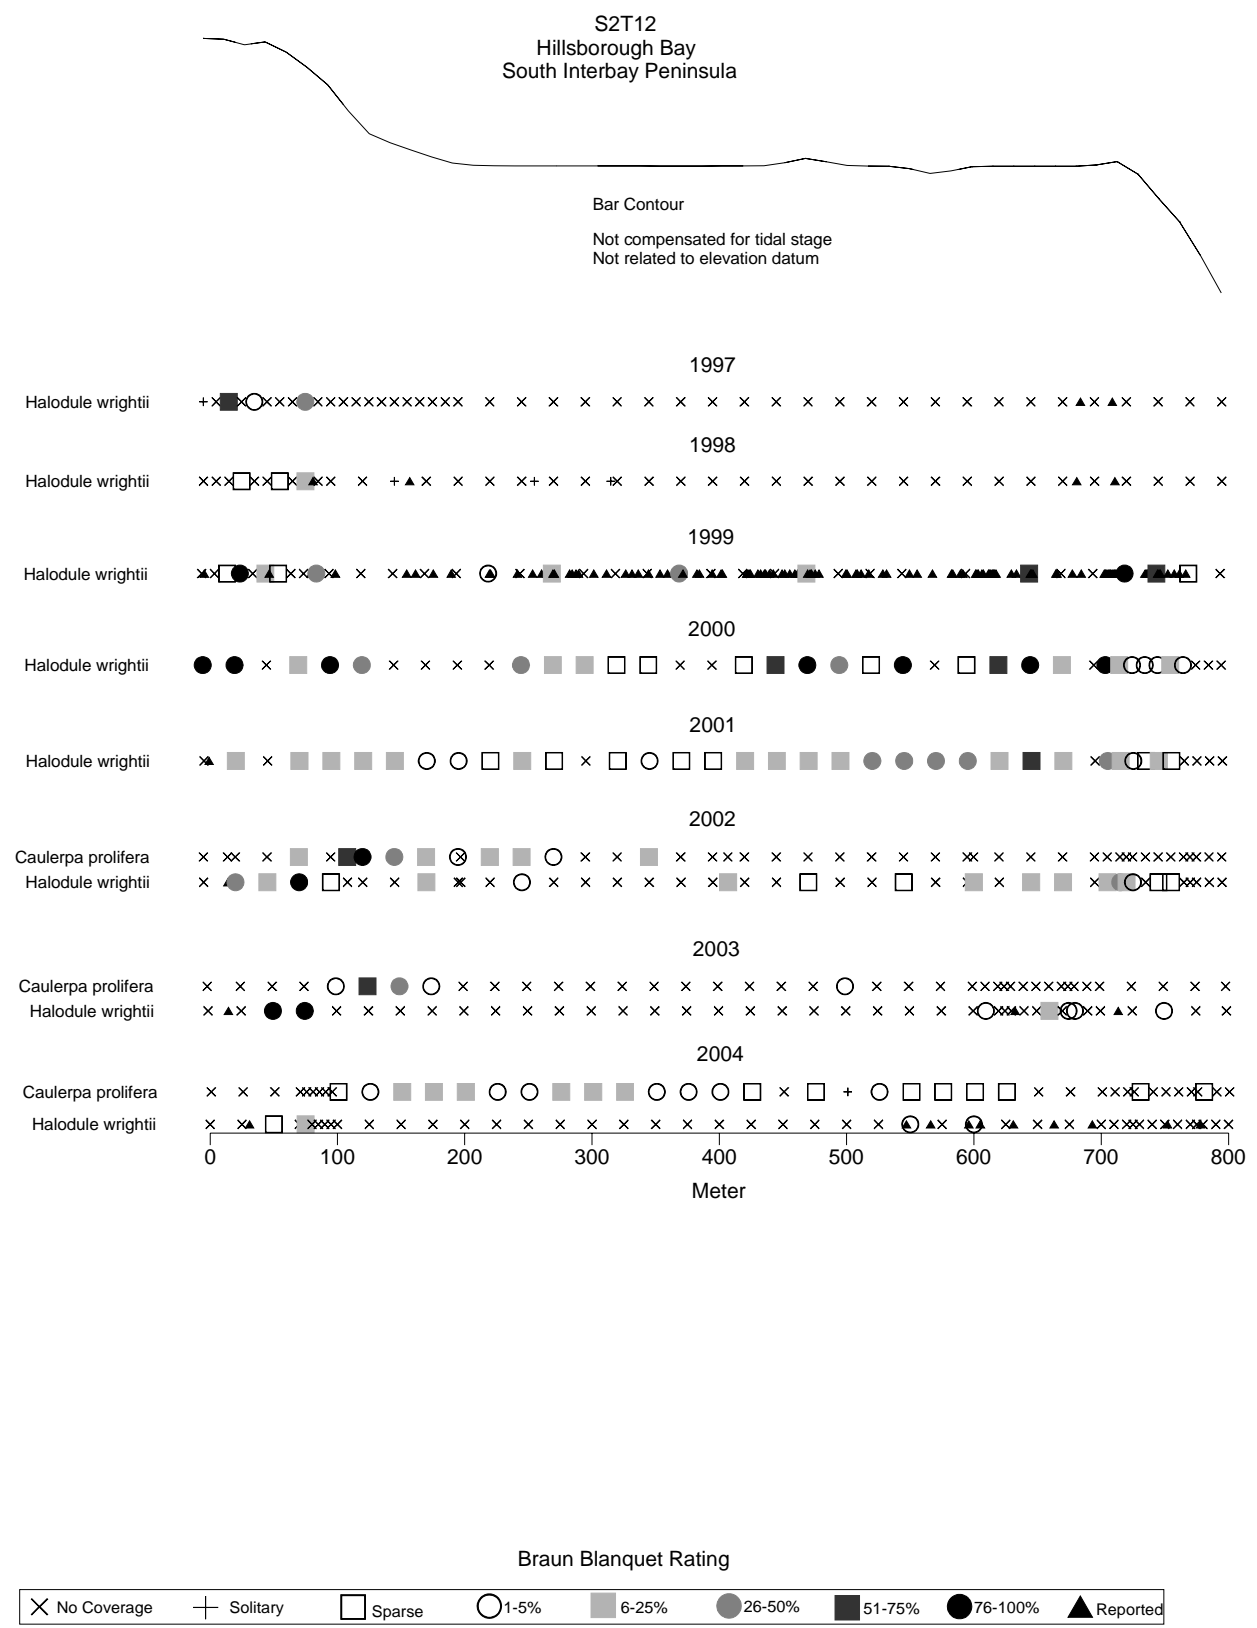 S2T12
Hillsborough Bay
South Interbay Peninsula
Bar Contour
Not compensated for tidal stage
Not related to elevation datum
1997
Halodule wrightii
1998
Halodule wrightii
1999
Halodule wrightii
2000
Halodule wrightii
2001
Halodule wrightii
2002
Caulerpa prolifera
Halodule wrightii
2003
Caulerpa prolifera
Halodule wrightii
2004
Caulerpa prolifera
Halodule wrightii
0 100 200 300 400 500 600 700 800
Meter
Braun Blanquet Rating
No Coverage Solitary Sparse 1-5% 6-25% 26-50% 51-75% 76-100% Reported